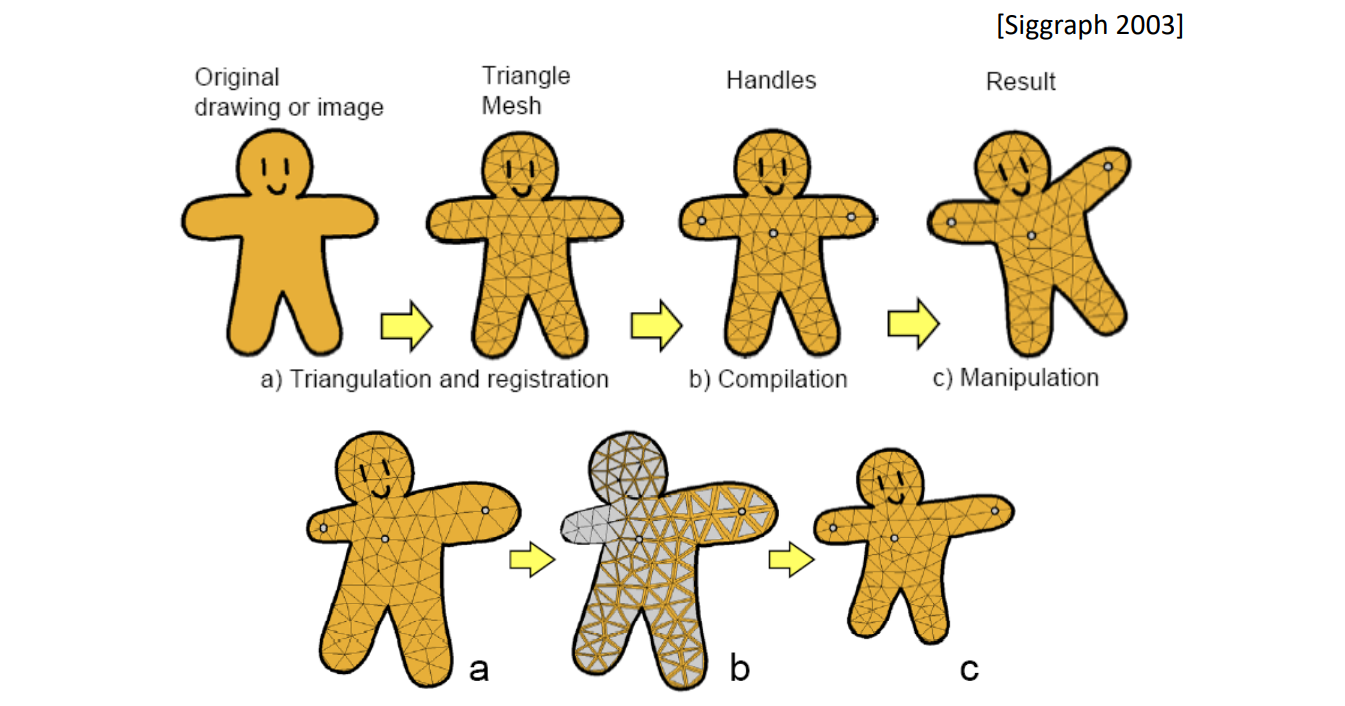 [Siggraph 2003]
Original
drawing or image
Triangle
Mesh
Handles
Result
a) Triangulation and registration
b) Compilation
c) Manipulation
a
b
c